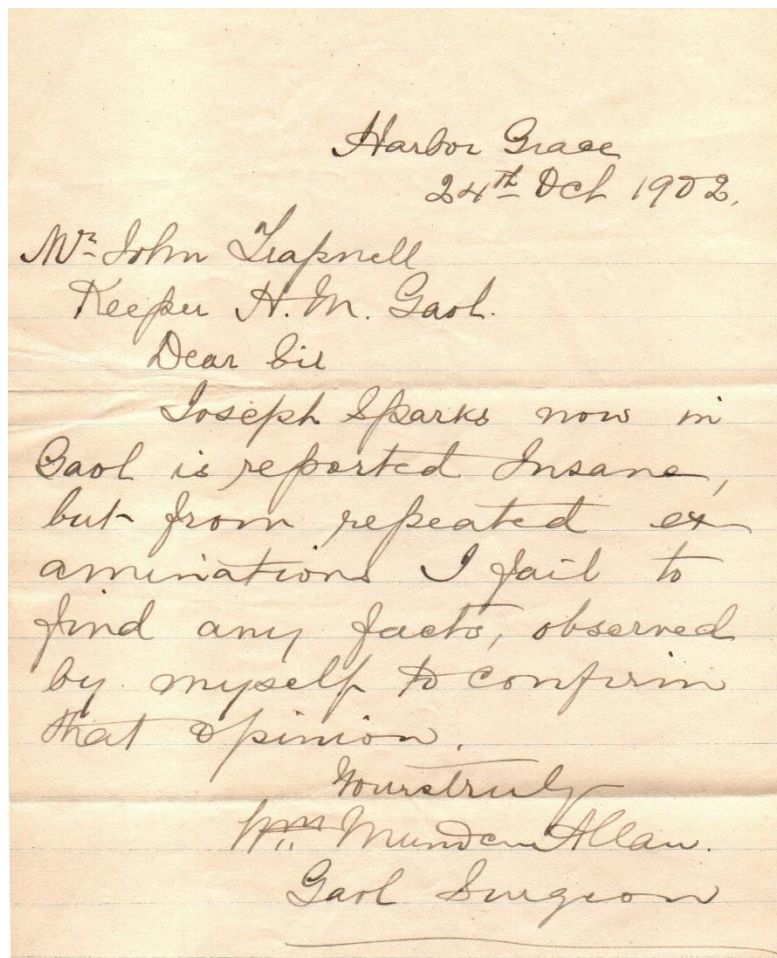 Harbor Grace
24th Oct 1902.
Mr John Trapnell
Keeper H. M. Gaol.
Dear Sir
Joseph Sparks now in
Gaol is reported Insane,
but from repeated ex
aminations I fail to
find any facts, observed
by myself to confirm
that opinion.
Yours truly
Wm Munden Allan.
Gaol Surgeon